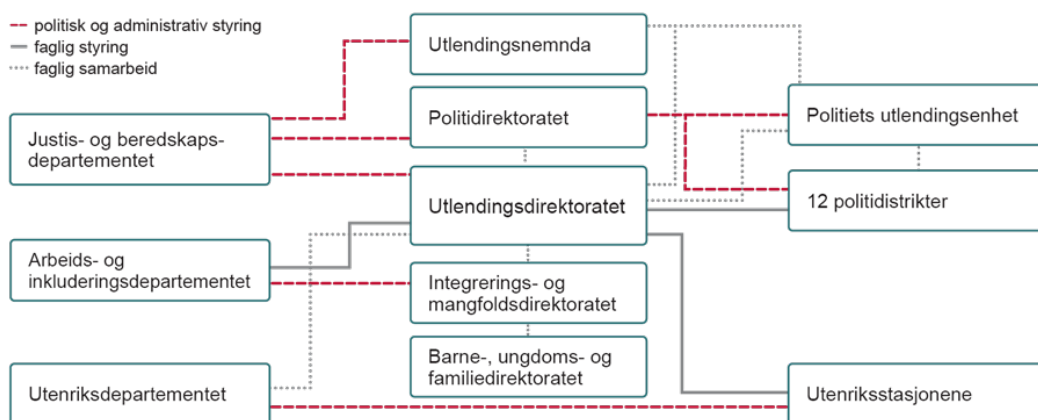 politisk og administrativ styring
faglig styring
faglig samarbeid
Justis- og beredskaps-
departementet
Arbeids- og
inkluderingsdepartementet
Utenriksdepartementet
Utlendingsnemnda
Politidirektoratet
Utlendingsdirektoratet
Integrerings- og
mangfoldsdirektoratet
Barne-, ungdoms- og
familiedirektoratet
Politiets utlendingsenhet
12 politidistrikter
Utenriksstasjonene